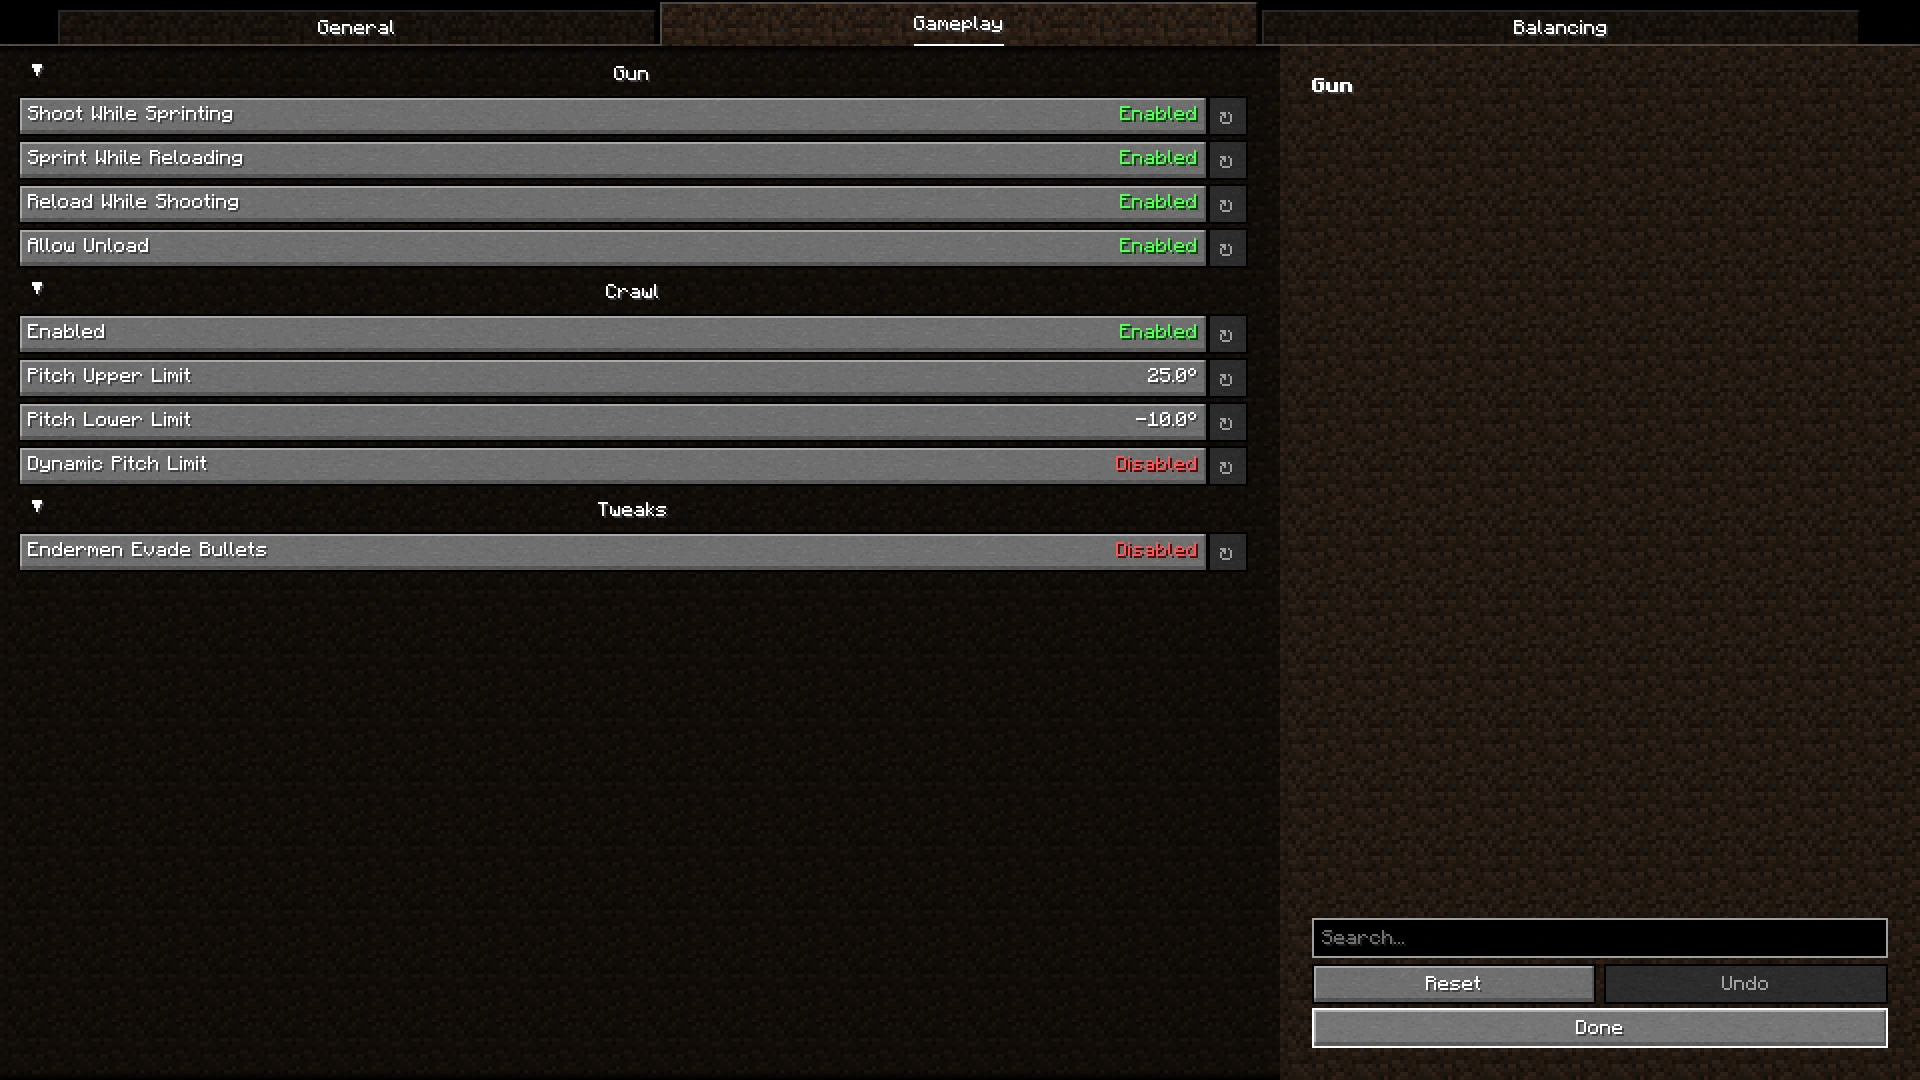 General
Gameplay
Balancing
Gun
Shoot While Sprinting Enabled
Sprint While Reloading Enabled
Reload While Shooting Enabled
Allow Unload Enabled
Crawl
Enabled Enabled
Pitch Upper Limit 25.0°
Pitch Lower Limit -10.0°
Dynamic Pitch Limit Disabled
Tweaks
Endermen Evade Bullets Disabled
Gun
Search...
Reset
Undo
Done